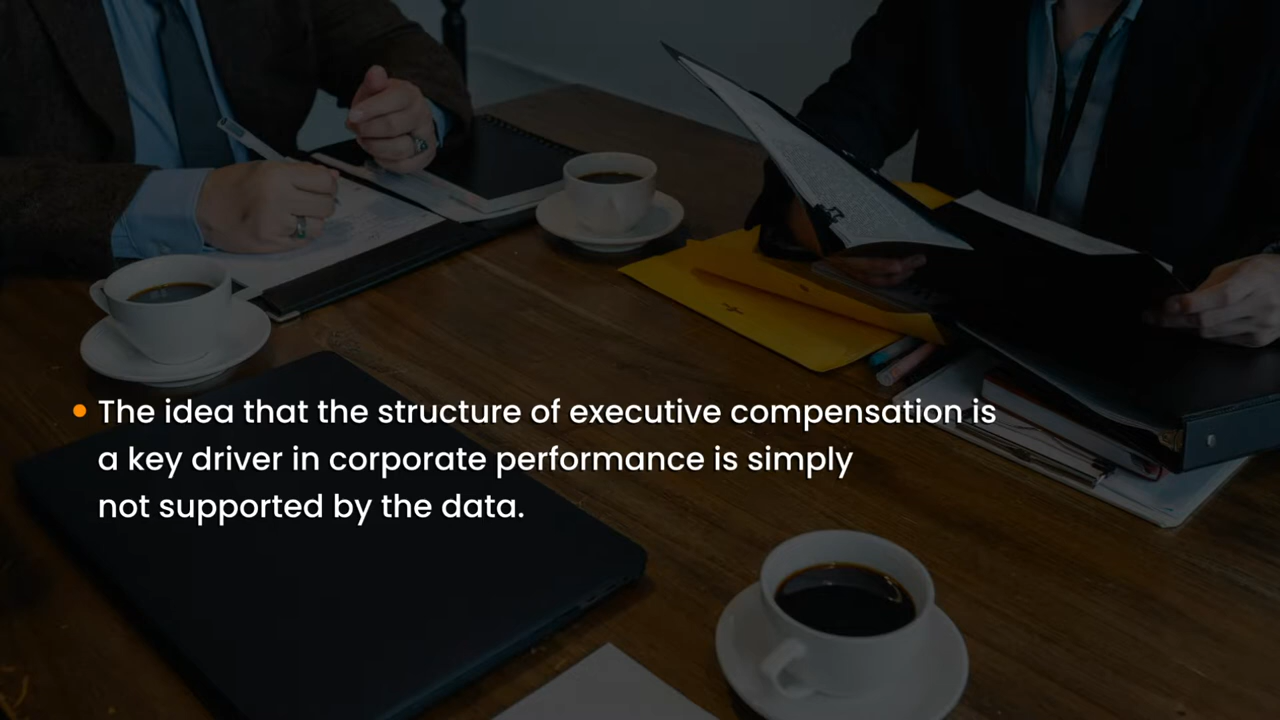 The idea that the structure of executive compensation is
a key driver in corporate performance is simply
not supported by the data.